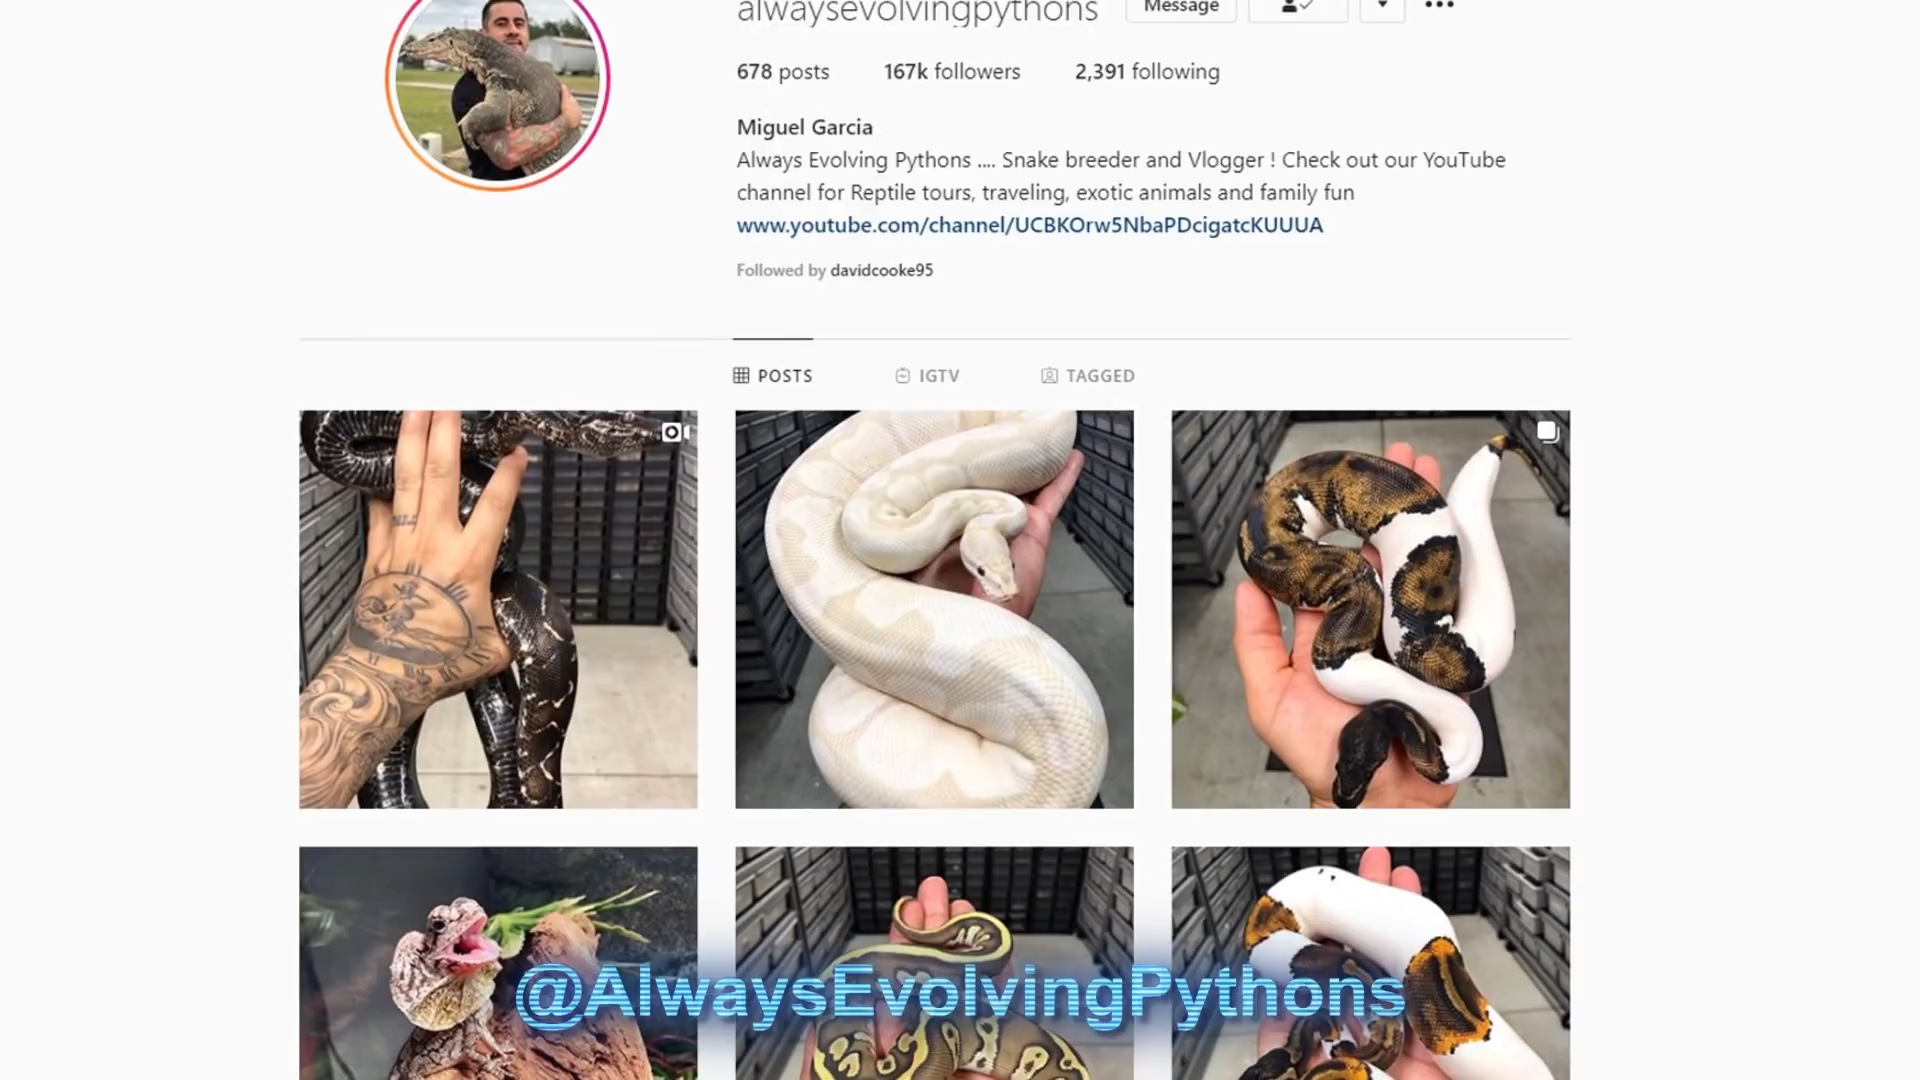 alwaysevolvingpythons Message
678 posts 167k followers 2,391 following
Miguel Garcia
Always Evolving Pythons .... Snake breeder and Vlogger ! Check out our YouTube
channel for Reptile tours, traveling, exotic animals and family fun
www.youtube.com/channel/UCBKOrw5NbaPDcigatcKUUUA
Followed by davidcooke95
POSTS IGTV TAGGED
@AlwaysEvolvingPythons